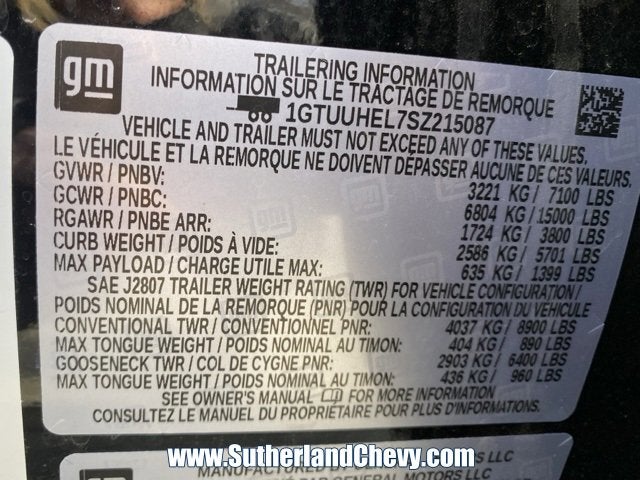 gm
TRAILERING INFORMATION
INFORMATION SUR LE TRACTAGE DE REMORQUE
1GTUUHEL7SZ215087
VEHICLE AND TRAILER MUST NOT EXCEED ANY OF THESE VALUES
LE VÉHICULE ET LA REMORQUE NE DOIVENT DÉPASSER AUCUNE DE CES VALEURS.
GVWR / PNBV: 3221 KG / 7100 LBS
GCWR / PNBC: 6804 KG / 15000 LBS
RGAWR / PNBE ARR: 1724 KG / 3800 LBS
CURB WEIGHT / POIDS À VIDE: 2586 KG / 5701 LBS
MAX PAYLOAD / CHARGE UTILE MAX: 635 KG / 1399 LBS
SAE J2807 TRAILER WEIGHT RATING (TWR) FOR VEHICLE CONFIGURATION /
POIDS NOMINAL DE LA REMORQUE (PNR) POUR LA CONFIGURATION DU VÉHICULE
CONVENTIONAL TWR / CONVENTIONNEL PNR: 4037 KG / 8900 LBS
MAX TONGUE WEIGHT / POIDS NOMINAL AU TIMON: 404 KG / 890 LBS
GOOSENECK TWR / COL DE CYGNE PNR: 2903 KG / 6400 LBS
MAX TONGUE WEIGHT / POIDS NOMINAL AU TIMON: 436 KG / 960 LBS
SEE OWNER'S MANUAL FOR MORE INFORMATION
CONSULTEZ LE MANUEL DU PROPRIÉTAIRE POUR PLUS D'INFORMATIONS.
www.SutherlandChevy.com
gm
MANUFACTURED LLC
GENERAL MOTORS LLC